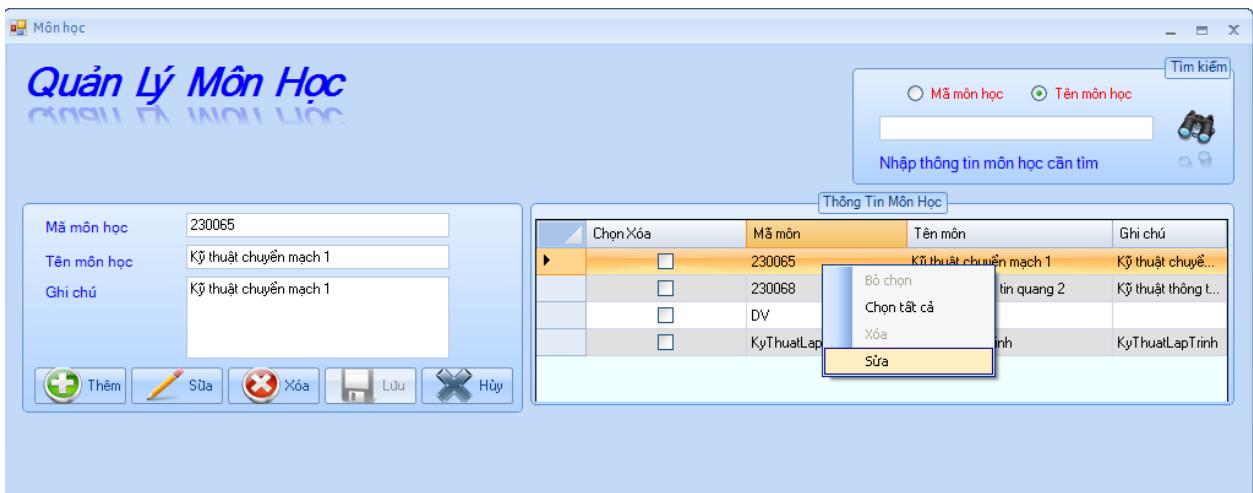 Môn học
Quản Lý Môn Học
Tìm kiếm
Mã môn học Tên môn học
Nhập thông tin môn học cần tìm
Mã môn học 230065
Tên môn học Kỹ thuật chuyển mạch 1
Ghi chú Kỹ thuật chuyển mạch 1
Thêm Sửa Xóa Lưu Hủy
Thông Tin Môn Học
Chọn Xóa Mã môn Tên môn Ghi chú
230065 Kỹ thuật chuyển mạch 1 Kỹ thuật chuyể...
230068 tin quang 2 Kỹ thuật thông t...
DV
KyThuatLap inh KyThuatLapTrinh
Bỏ chọn
Chọn tất cả
Xóa
Sửa